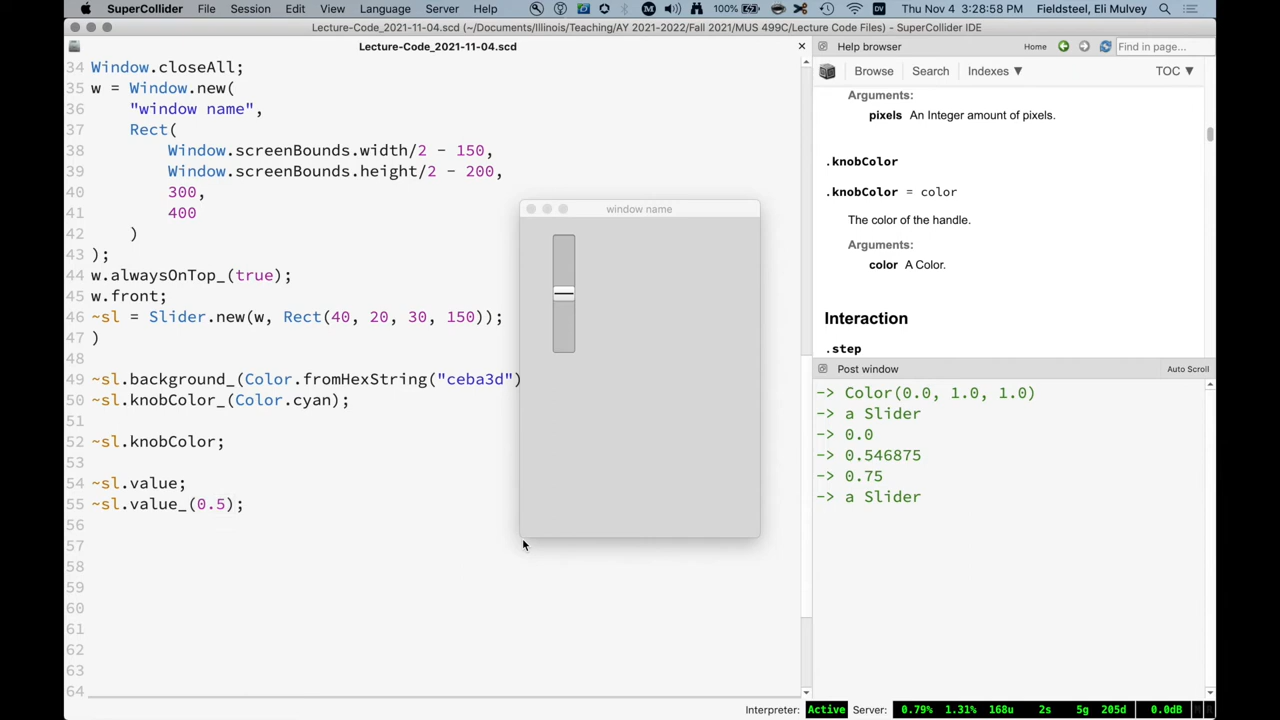 SuperCollider File Session Edit View Language Server Help 100% DV Thu Nov 4 3:28:58 PM Fieldsteel, Eli Mulvey
Lecture-Code_2021-11-04.scd (~/Documents/Illinois/Teaching/AY 2021-2022/Fall 2021/MUS 499C/Lecture Code Files) - SuperCollider IDE
Lecture-Code_2021-11-04.scd
34 Window.closeAll;
35 w = Window.new(
36 "window name",
37 Rect(
38 Window.screenBounds.width/2 - 150,
39 Window.screenBounds.height/2 - 200,
40 300,
41 400
42 )
43 );
44 w.alwaysOnTop_(true);
45 w.front;
46 ~sl = Slider.new(w, Rect(40, 20, 30, 150));
47 )
48
49 ~sl.background_(Color.fromHexString("ceba3d")
50 ~sl.knobColor_(Color.cyan);
51
52 ~sl.knobColor;
53
54 ~sl.value;
55 ~sl.value_(0.5);
56
57
58
59
60
61
62
63
64
window name
Help browser Home Find in page...
Browse Search Indexes ▼ TOC ▼
Arguments:
pixels An Integer amount of pixels.
.knobColor
.knobColor = color
The color of the handle.
Arguments:
color A Color.
Interaction
.step
Post window Auto Scroll
-> Color(0.0, 1.0, 1.0)
-> a Slider
-> 0.0
-> 0.546875
-> 0.75
-> a Slider
Interpreter: Active Server: 0.79% 1.31% 168u 2s 5g 205d 0.0dB M R